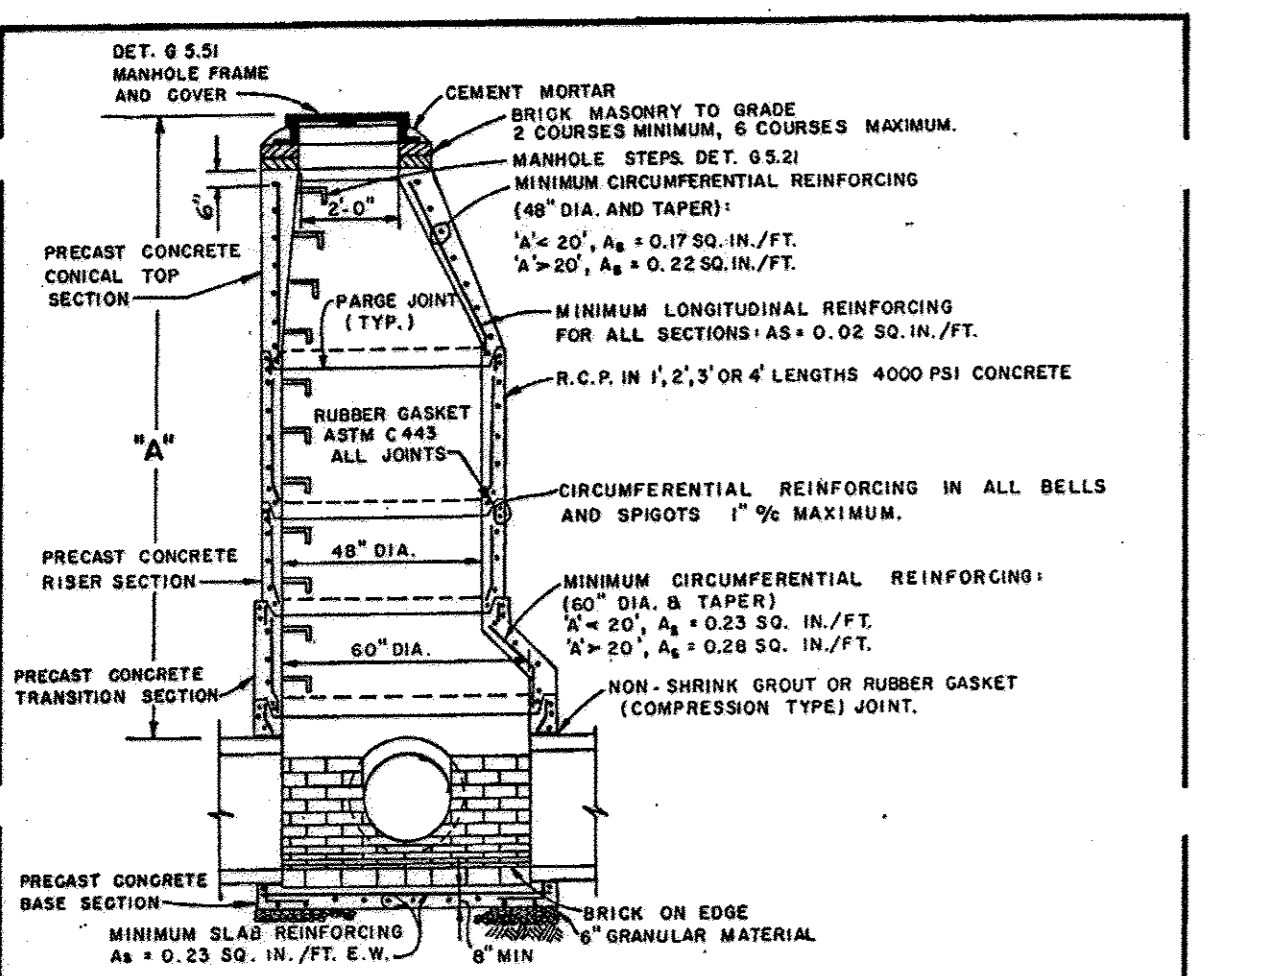 DET. G 5.51
MANHOLE FRAME
AND COVER
CEMENT MORTAR
BRICK MASONRY TO GRADE
2 COURSES MINIMUM, 6 COURSES MAXIMUM.
MANHOLE STEPS. DET. G5.21
MINIMUM CIRCUMFERENTIAL REINFORCING
(48" DIA. AND TAPER):
'A'< 20', As = 0.17 SQ. IN./FT.
'A'> 20', As = 0.22 SQ. IN./FT.
6"
2'-0"
PRECAST CONCRETE
CONICAL TOP
SECTION
PARGE JOINT
(TYP.)
MINIMUM LONGITUDINAL REINFORCING
FOR ALL SECTIONS: AS = 0.02 SQ. IN./FT.
R.C.P. IN 1', 2', 3' OR 4' LENGTHS 4000 PSI CONCRETE
RUBBER GASKET
ASTM C 443
ALL JOINTS
"A"
CIRCUMFERENTIAL REINFORCING IN ALL BELLS
AND SPIGOTS 1" O/C MAXIMUM.
48" DIA.
PRECAST CONCRETE
RISER SECTION
MINIMUM CIRCUMFERENTIAL REINFORCING:
(60" DIA. & TAPER)
'A'< 20', As = 0.23 SQ. IN./FT.
'A'> 20', As = 0.28 SQ. IN./FT.
60" DIA.
PRECAST CONCRETE
TRANSITION SECTION
NON-SHRINK GROUT OR RUBBER GASKET
(COMPRESSION TYPE) JOINT.
PRECAST CONCRETE
BASE SECTION
BRICK ON EDGE
6" GRANULAR MATERIAL
MINIMUM SLAB REINFORCING
As = 0.23 SQ. IN./FT. E.W.
8" MIN